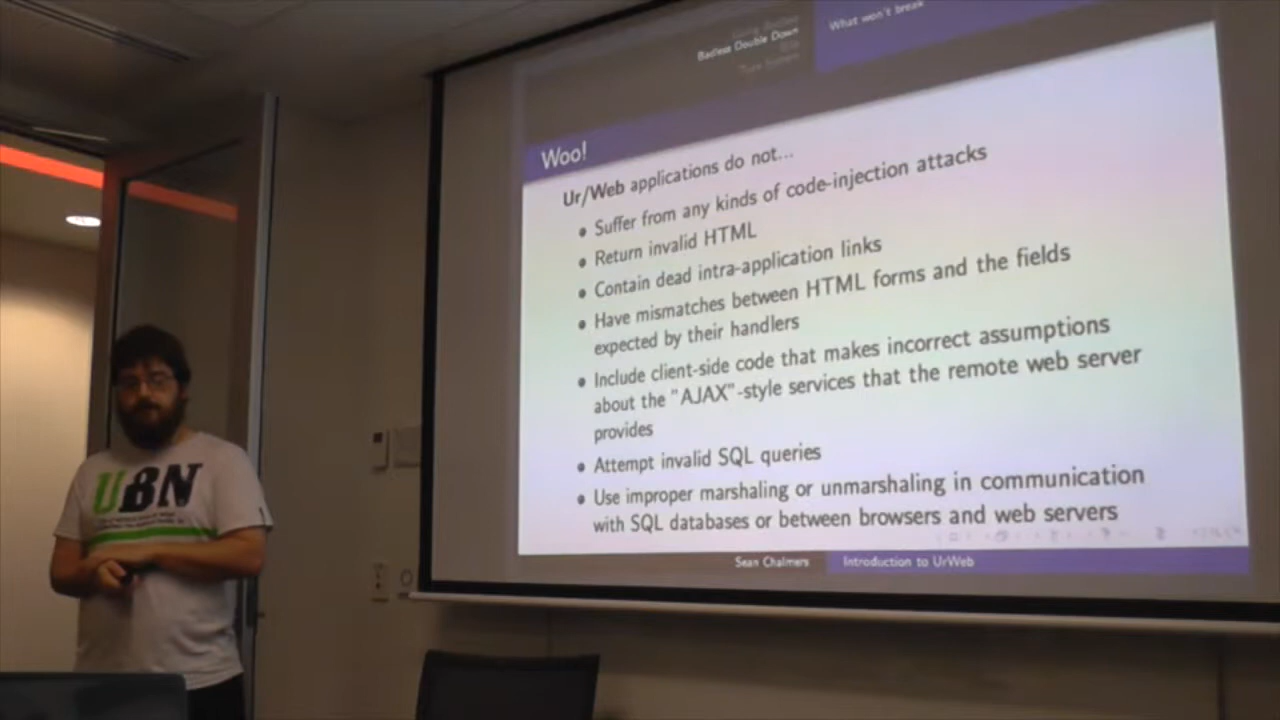 Badless Double Down
What won't break
Woo!
Ur/Web applications do not...
Suffer from any kinds of code-injection attacks
Return invalid HTML
Contain dead intra-application links
Have mismatches between HTML forms and the fields
expected by their handlers
Include client-side code that makes incorrect assumptions
about the "AJAX"-style services that the remote web server
provides
Attempt invalid SQL queries
Use improper marshaling or unmarshaling in communication
with SQL databases or between browsers and web servers
Sean Chalmers
Introduction to UrWeb
UBN